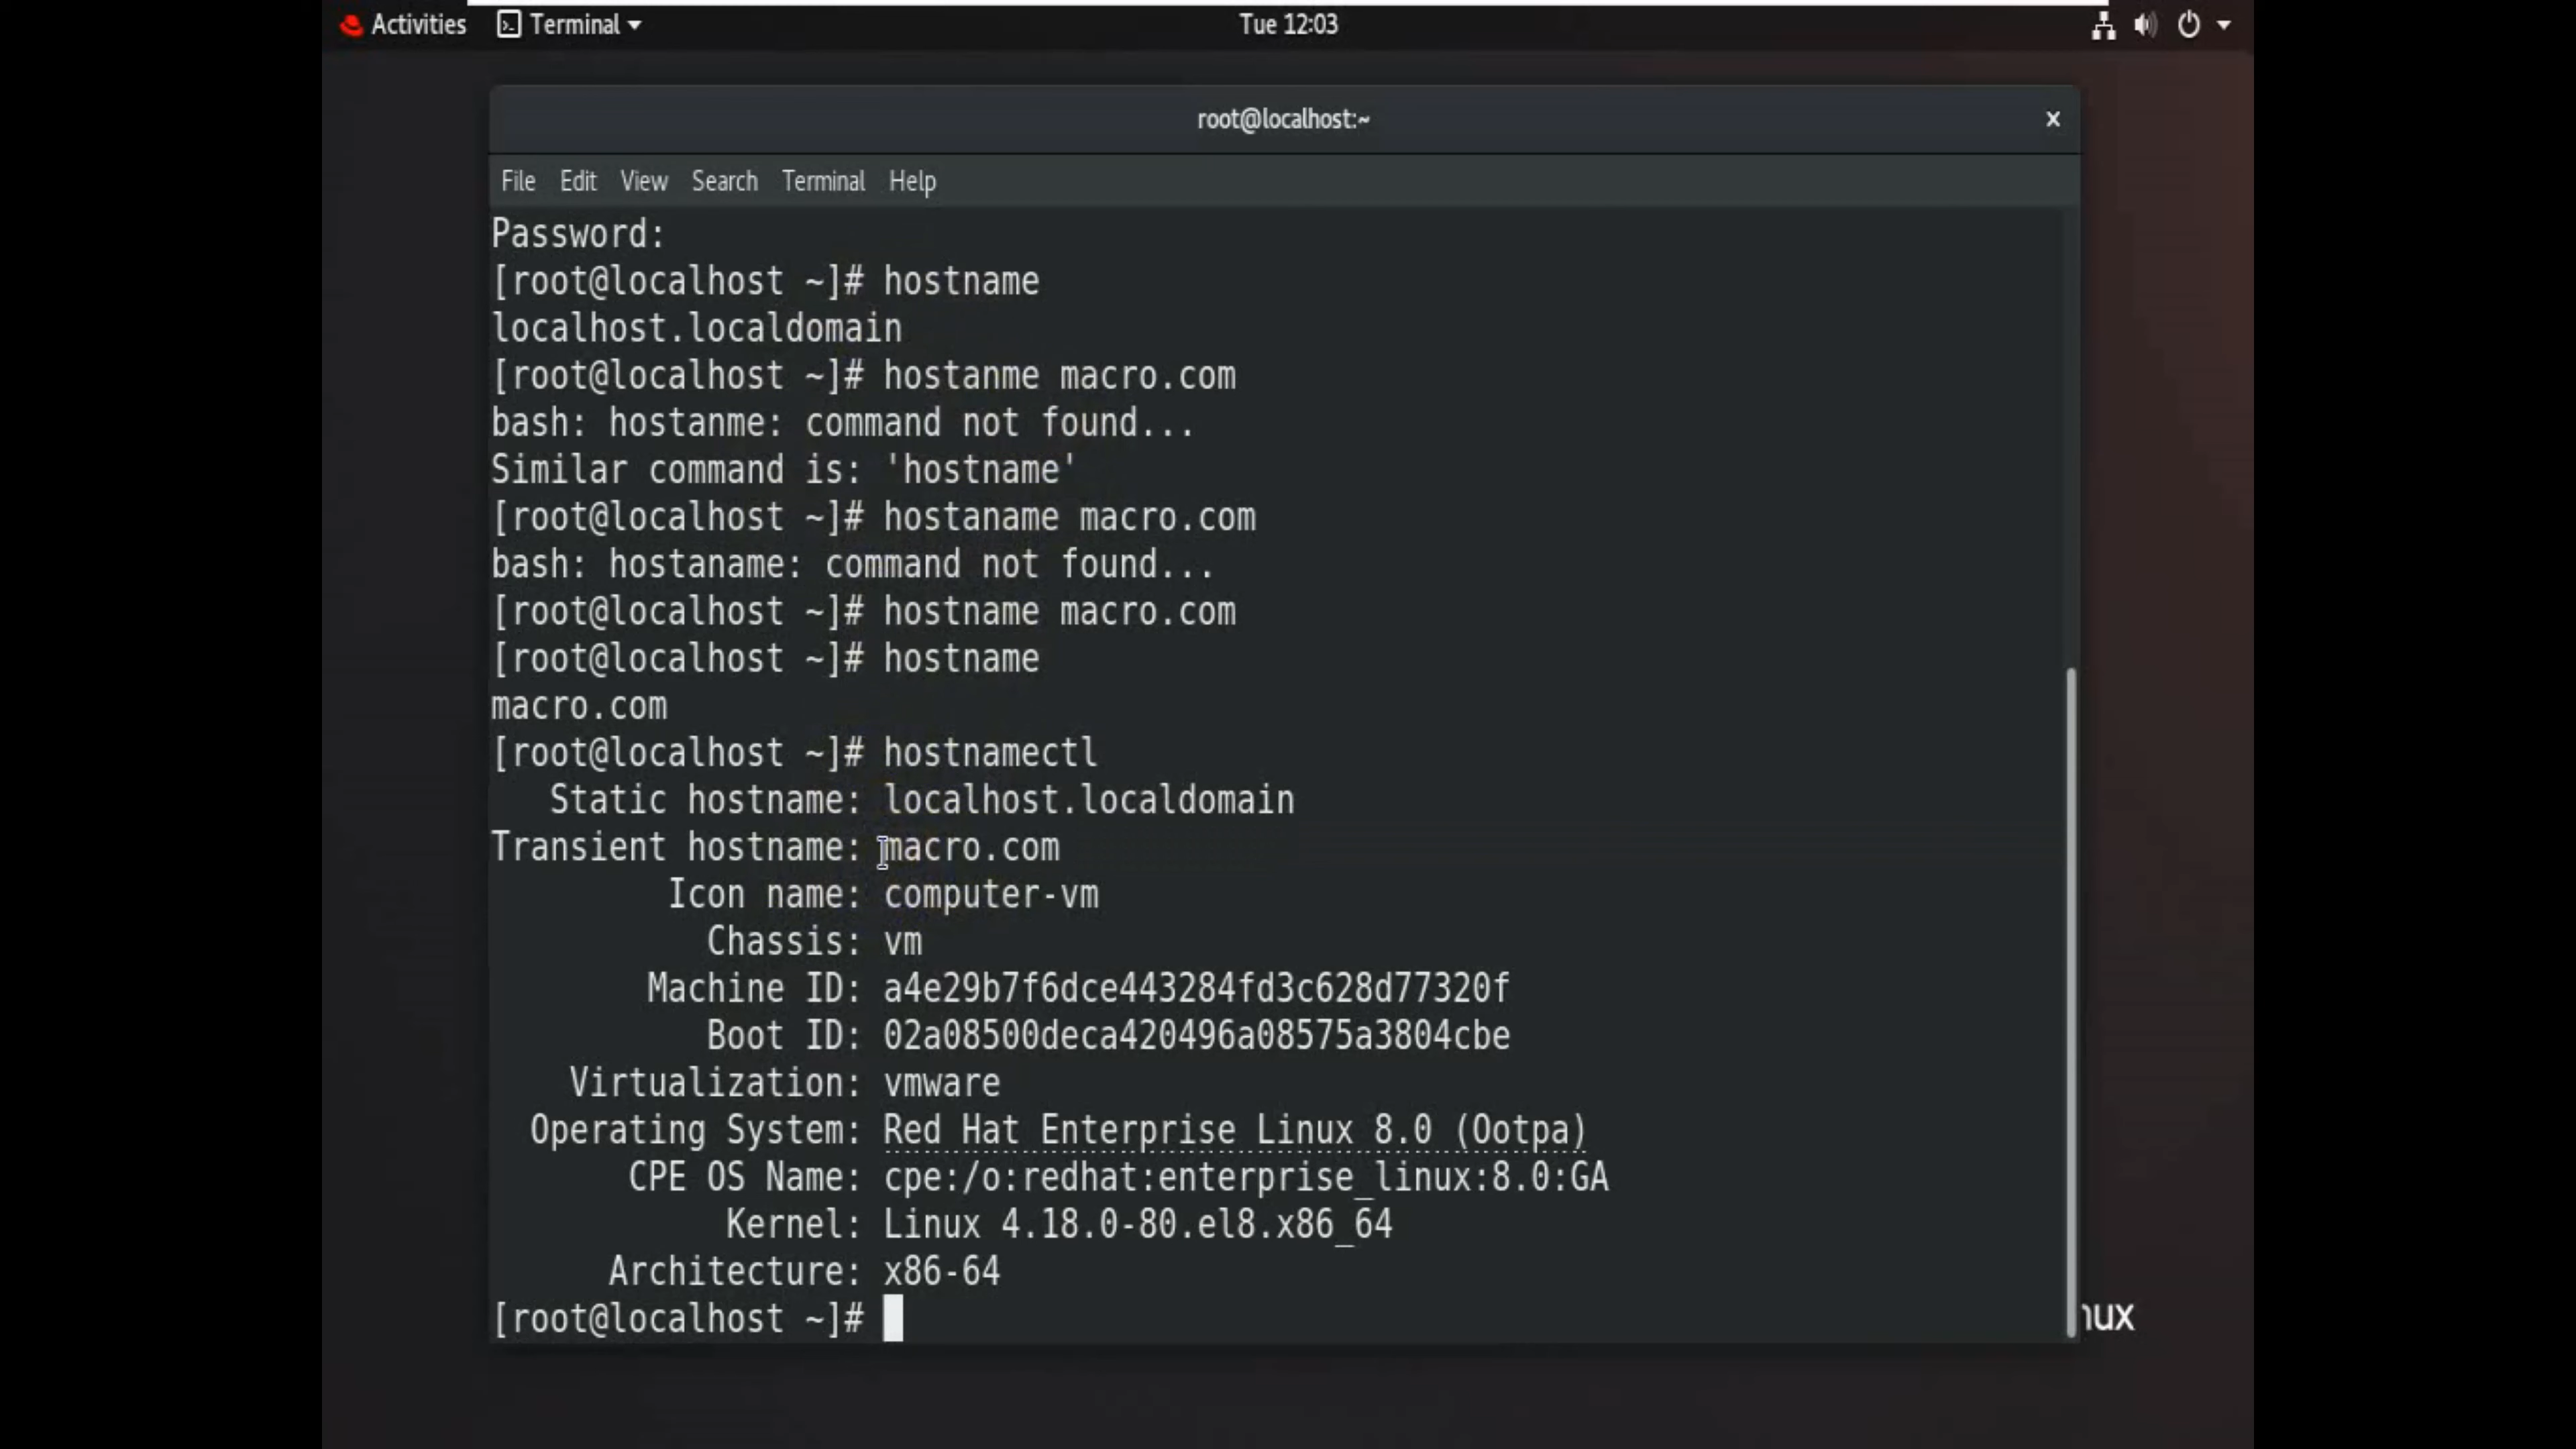 Activities Terminal Tue 12:03
root@localhost:~ x
File Edit View Search Terminal Help
Password:
[root@localhost ~]# hostname
localhost.localdomain
[root@localhost ~]# hostanme macro.com
bash: hostanme: command not found...
Similar command is: 'hostname'
[root@localhost ~]# hostaname macro.com
bash: hostaname: command not found...
[root@localhost ~]# hostname macro.com
[root@localhost ~]# hostname
macro.com
[root@localhost ~]# hostnamectl
Static hostname: localhost.localdomain
Transient hostname: macro.com
Icon name: computer-vm
Chassis: vm
Machine ID: a4e29b7f6dce443284fd3c628d77320f
Boot ID: 02a08500deca420496a08575a3804cbe
Virtualization: vmware
Operating System: Red Hat Enterprise Linux 8.0 (Ootpa)
CPE OS Name: cpe:/o:redhat:enterprise_linux:8.0:GA
Kernel: Linux 4.18.0-80.el8.x86_64
Architecture: x86-64
[root@localhost ~]#